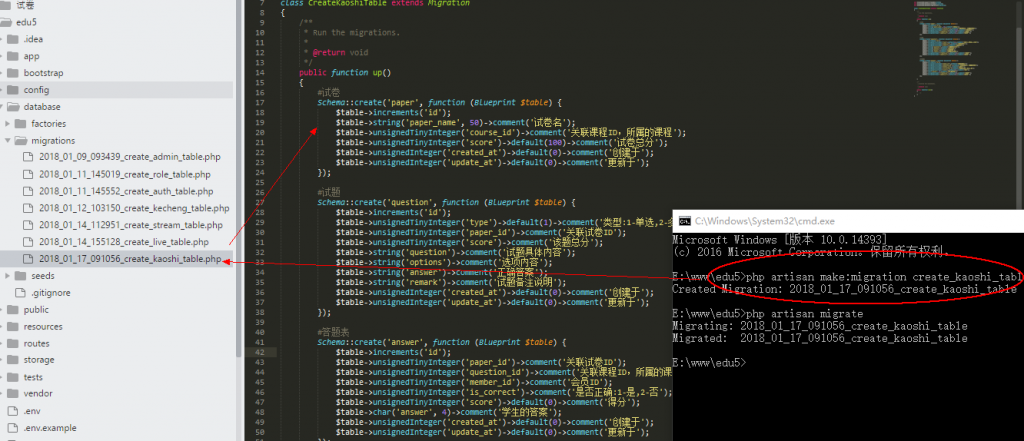 试卷
edu5
.idea
app
bootstrap
config
database
factories
migrations
2018_01_09_093439_create_admin_table.php
2018_01_11_145019_create_role_table.php
2018_01_11_145552_create_auth_table.php
2018_01_12_103150_create_kecheng_table.php
2018_01_14_112951_create_stream_table.php
2018_01_14_155128_create_live_table.php
2018_01_17_091056_create_kaoshi_table.php
seeds
.gitignore
public
resources
routes
storage
tests
vendor
.env
.env.example
7 class CreateKaoshiTable extends Migration
8 {
9 /**
10 * Run the migrations.
11 *
12 * @return void
13 */
14 public function up()
15 {
16 #试卷
17 Schema::create('paper', function (Blueprint $table) {
18 $table->increments('id');
19 $table->string('paper_name', 50)->comment('试卷名');
20 $table->unsignedTinyInteger('course_id')->comment('关联课程ID，所属的课程');
21 $table->unsignedTinyInteger('score')->default(100)->comment('试卷总分');
22 $table->unsignedInteger('created_at')->default(0)->comment('创建于');
23 $table->unsignedInteger('update_at')->default(0)->comment('更新于');
24 });
25
26 #试题
27 Schema::create('question', function (Blueprint $table) {
28 $table->increments('id');
29 $table->unsignedTinyInteger('type')->default(1)->comment('类型:1-单选,2-
30 $table->unsignedTinyInteger('paper_id')->comment('关联试卷ID');
31 $table->unsignedTinyInteger('score')->comment('该题总分');
32 $table->string('question')->comment('试题具体内容');
33 $table->string('options')->comment('选项内容');
34 $table->string('answer')->comment('正确答案');
35 $table->string('remark')->comment('试题备注说明');
36 $table->unsignedInteger('created_at')->default(0)->comment('创建于');
37 $table->unsignedInteger('update_at')->default(0)->comment('更新于');
38 });
39
40 #答题表
41 Schema::create('answer', function (Blueprint $table) {
42 $table->increments('id');
43 $table->unsignedTinyInteger('paper_id')->comment('关联试卷ID');
44 $table->unsignedTinyInteger('question_id')->comment('关联课程ID，所属的课
45 $table->unsignedTinyInteger('member_id')->comment('会员ID');
46 $table->unsignedTinyInteger('is_correct')->comment('是否正确:1-是,2-否');
47 $table->unsignedTinyInteger('score')->default(0)->comment('得分');
48 $table->char('answer', 4)->comment('学生的答案');
49 $table->unsignedInteger('created_at')->default(0)->comment('创建于');
50 $table->unsignedInteger('update_at')->default(0)->comment('更新于');
});
C:\Windows\System32\cmd.exe
Microsoft Windows [版本 10.0.14393]
(c) 2016 Microsoft Corporation。保留所有权利。
E:\www\edu5>php artisan make:migration create_kaoshi_tabl
Created Migration: 2018_01_17_091056_create_kaoshi_table
E:\www\edu5>php artisan migrate
Migrating: 2018_01_17_091056_create_kaoshi_table
Migrated:  2018_01_17_091056_create_kaoshi_table
E:\www\edu5>